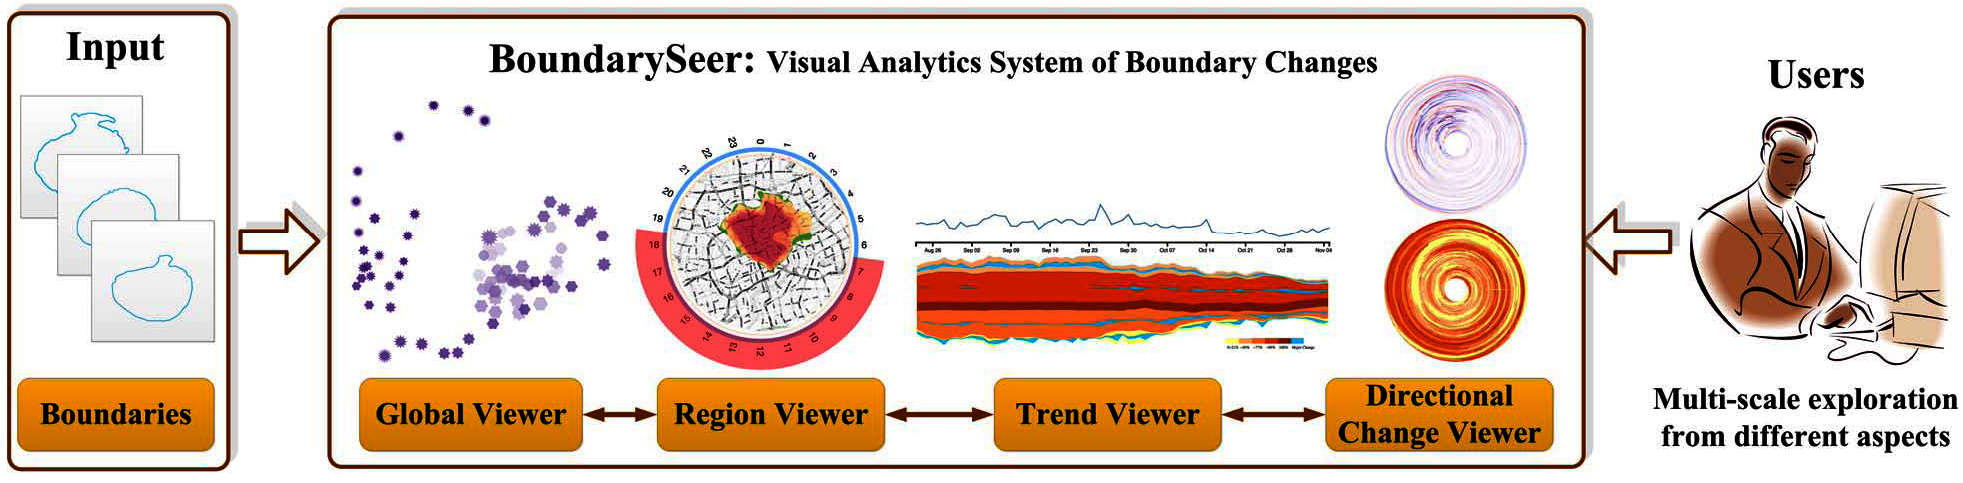 Input
Boundaries
BoundarySeer: Visual Analytics System of Boundary Changes
23 0 1 2 3 4 5 6 7 8 9 10 11 12 13 14 15 16 17 18 19 20 21 22
Aug 26 Sep 02 Sep 09 Sep 16 Sep 23 Sep 30 Oct 07 Oct 14 Oct 21 Oct 28 Nov 04
Major Change
Global Viewer
Region Viewer
Trend Viewer
Directional
Change Viewer
Users
Multi-scale exploration
from different aspects